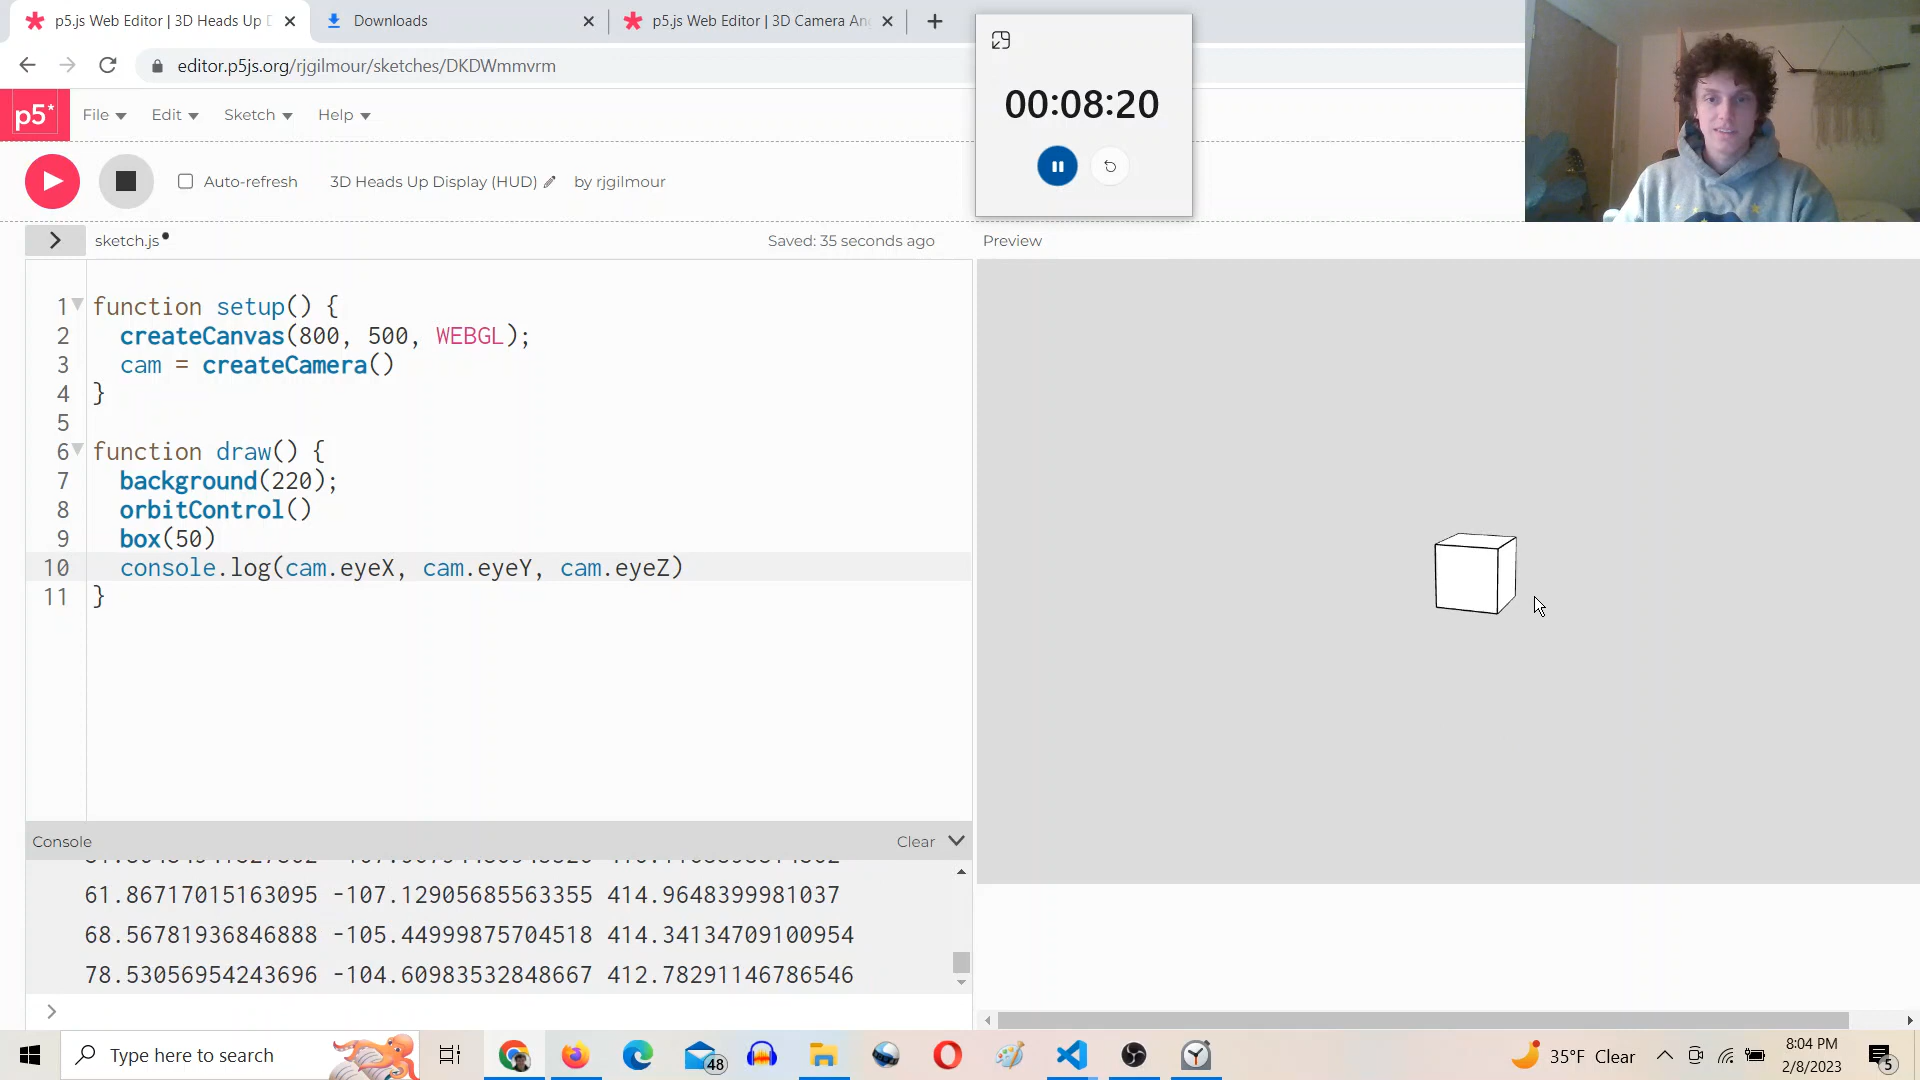 p5.js Web Editor | 3D Heads Up D
Downloads
p5.js Web Editor | 3D Camera An
editor.p5js.org/rjgilmour/sketches/DKDWmmvrm
00:08:20
p5*
File
Edit
Sketch
Help
Auto-refresh
3D Heads Up Display (HUD)
by rjgilmour
sketch.js
Saved: 35 seconds ago
Preview
1 function setup() {
2 createCanvas(800, 500, WEBGL);
3 cam = createCamera()
4 }
5
6 function draw() {
7 background(220);
8 orbitControl()
9 box(50)
10 console.log(cam.eyeX, cam.eyeY, cam.eyeZ)
11 }
Console
Clear
61.86717015163095 -107.12905685563355 414.9648399981037
68.56781936846888 -105.44999875704518 414.34134709100954
78.53056954243696 -104.60983532848667 412.78291146786546
Type here to search
48
35°F Clear
8:04 PM
2/8/2023
5